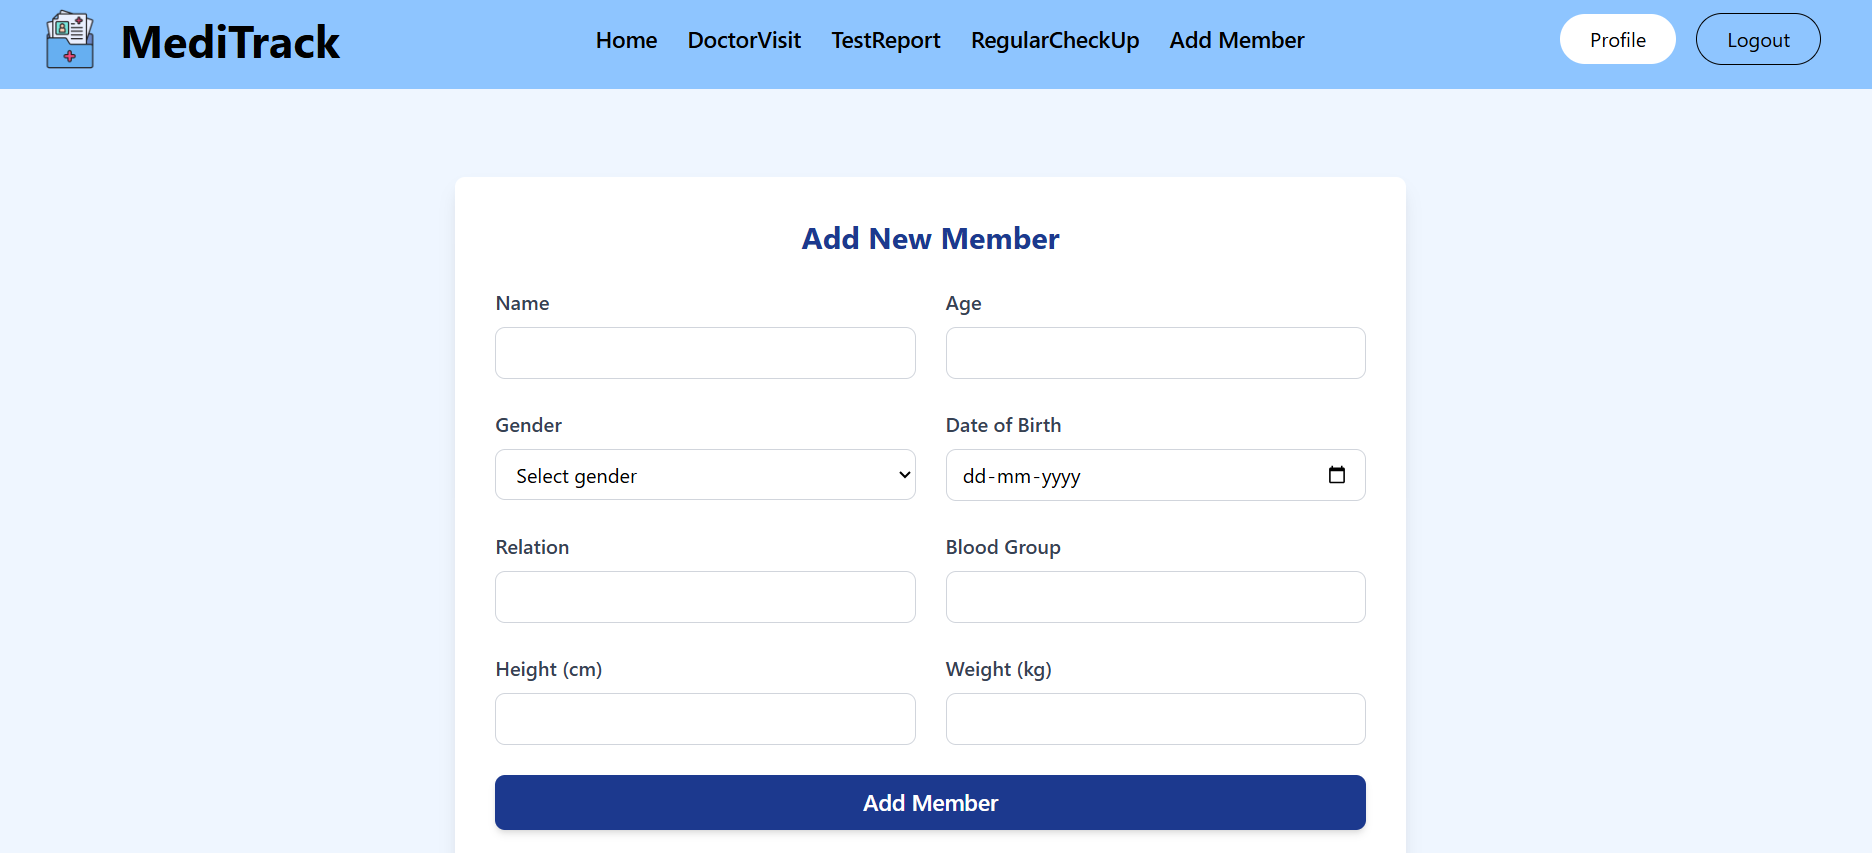 MediTrack
Home DoctorVisit TestReport RegularCheckUp Add Member
Profile Logout
Add New Member
Name Age
Gender Date of Birth
Select gender dd-mm-yyyy
Relation Blood Group
Height (cm) Weight (kg)
Add Member